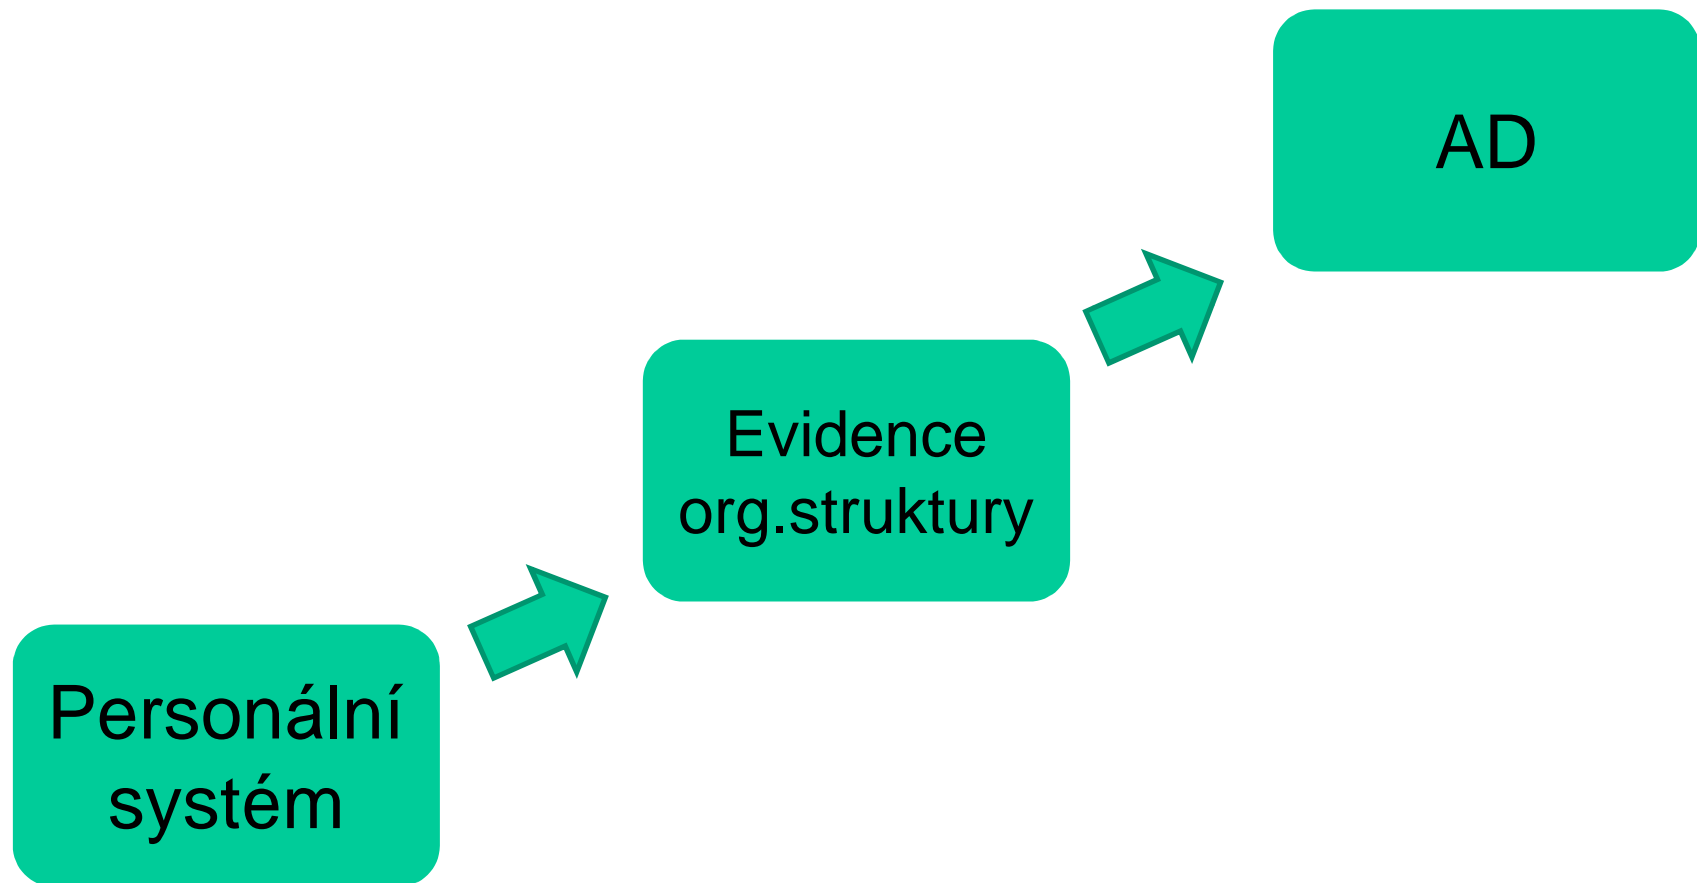 AD
Evidence
org.struktury
Personální
systém